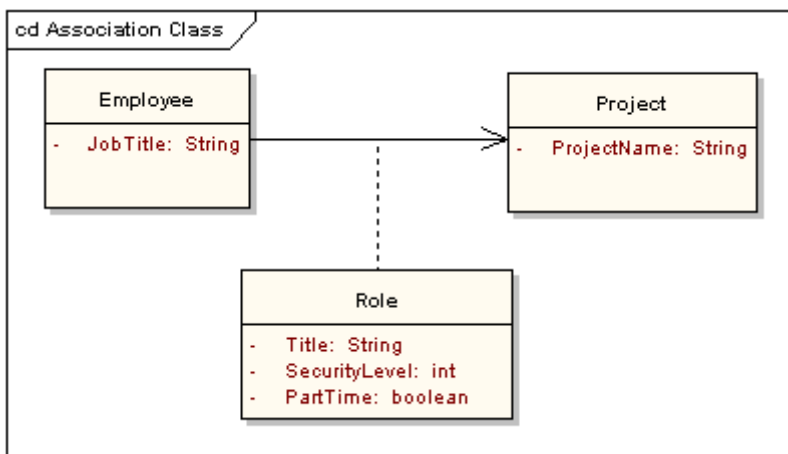 cd Association Class
Employee
- JobTitle: String
Project
- ProjectName: String
Role
- Title: String
- SecurityLevel: int
- PartTime: boolean